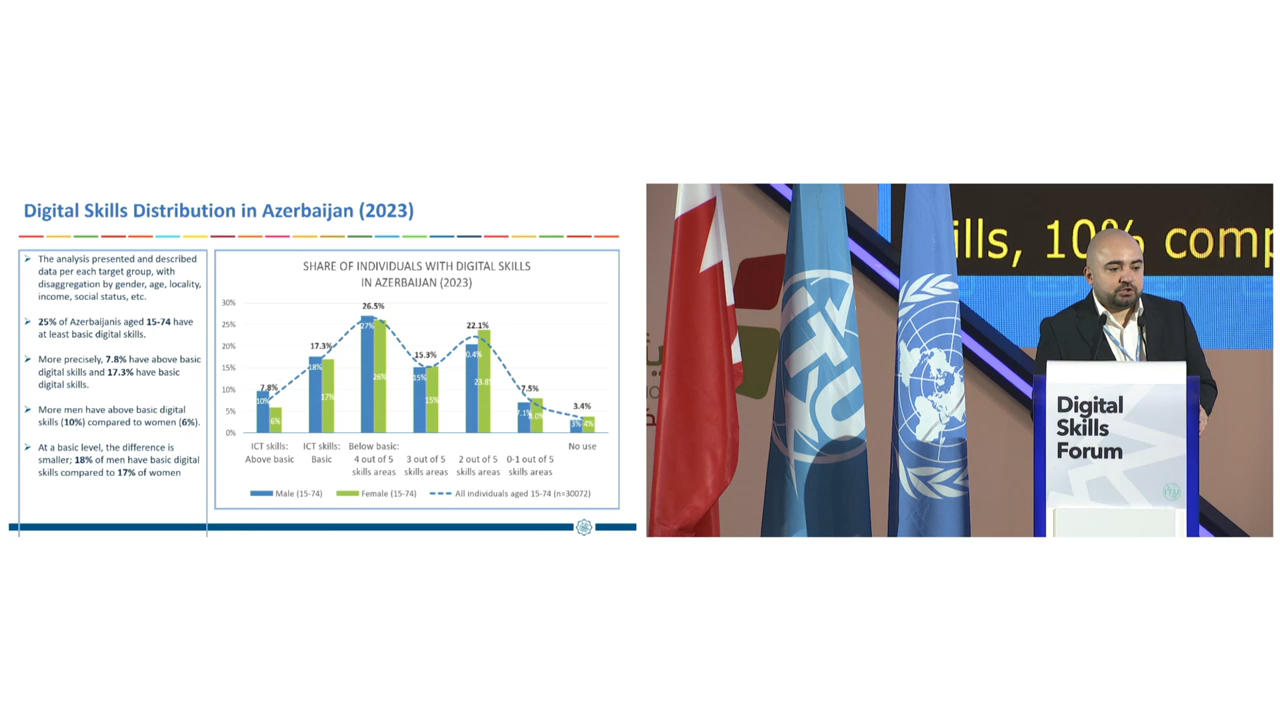 Digital Skills Distribution in Azerbaijan (2023)
The analysis presented and described
data per each target group, with
disaggregation by gender, age, locality,
income, social status, etc.
25% of Azerbaijanis aged 15-74 have
at least basic digital skills.
More precisely, 7.8% have above basic
digital skills and 17.3% have basic
digital skills.
More men have above basic digital
skills (10%) compared to women (6%).
At a basic level, the difference is
smaller; 18% of men have basic digital
skills compared to 17% of women
SHARE OF INDIVIDUALS WITH DIGITAL SKILLS
IN AZERBAIJAN (2023)
30%
25%
20%
15%
10%
5%
0%
7.8%
17.3%
26.5%
15.3%
22.1%
7.5%
3.4%
10%
6%
18%
17%
27%
26%
15%
15%
0.4%
23.8
7.1%
3%
4%
ICT skills:
Above basic
ICT skills:
Basic
Below basic:
4 out of 5
skills areas
3 out of 5
skills areas
2 out of 5
skills areas
0-1 out of 5
skills areas
No use
Male (15-74)
Female (15-74)
All individuals aged 15-74 (n=30072)
ills, 10% comp
ITU
Digital
Skills
Forum